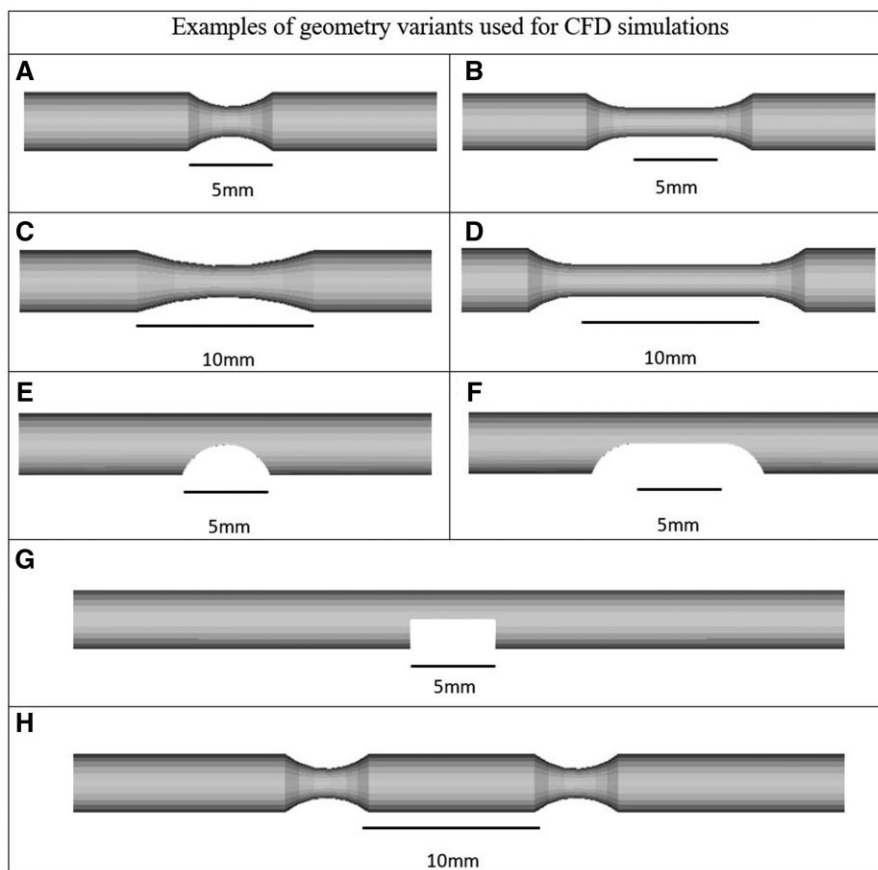 Examples of geometry variants used for CFD simulations
A
B
5mm
5mm
C
D
10mm
10mm
E
F
5mm
5mm
G
5mm
H
10mm